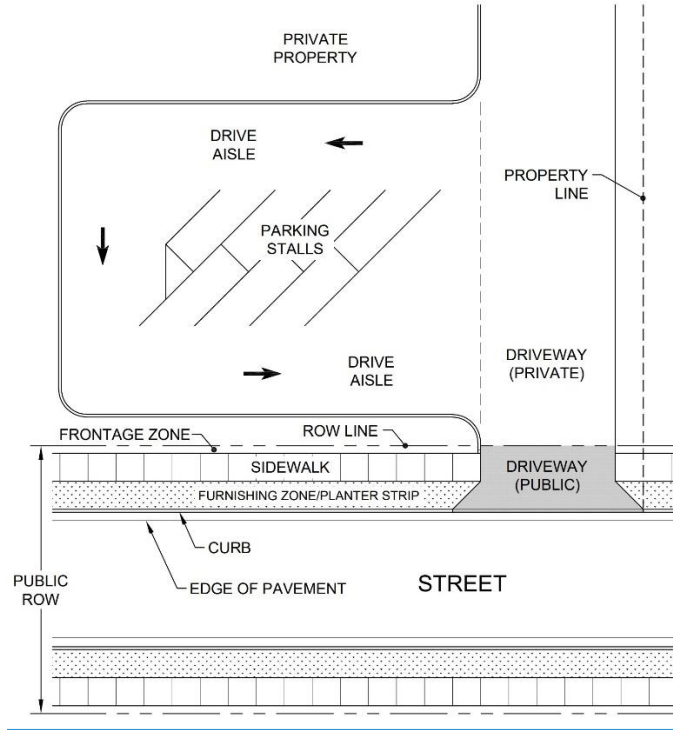 PRIVATE
PROPERTY
DRIVE
AISLE
PROPERTY
LINE
PARKING
STALLS
DRIVE
AISLE
DRIVEWAY
(PRIVATE)
FRONTAGE ZONE
ROW LINE
SIDEWALK
DRIVEWAY
(PUBLIC)
FURNISHING ZONE/PLANTER STRIP
CURB
EDGE OF PAVEMENT
STREET
PUBLIC
ROW